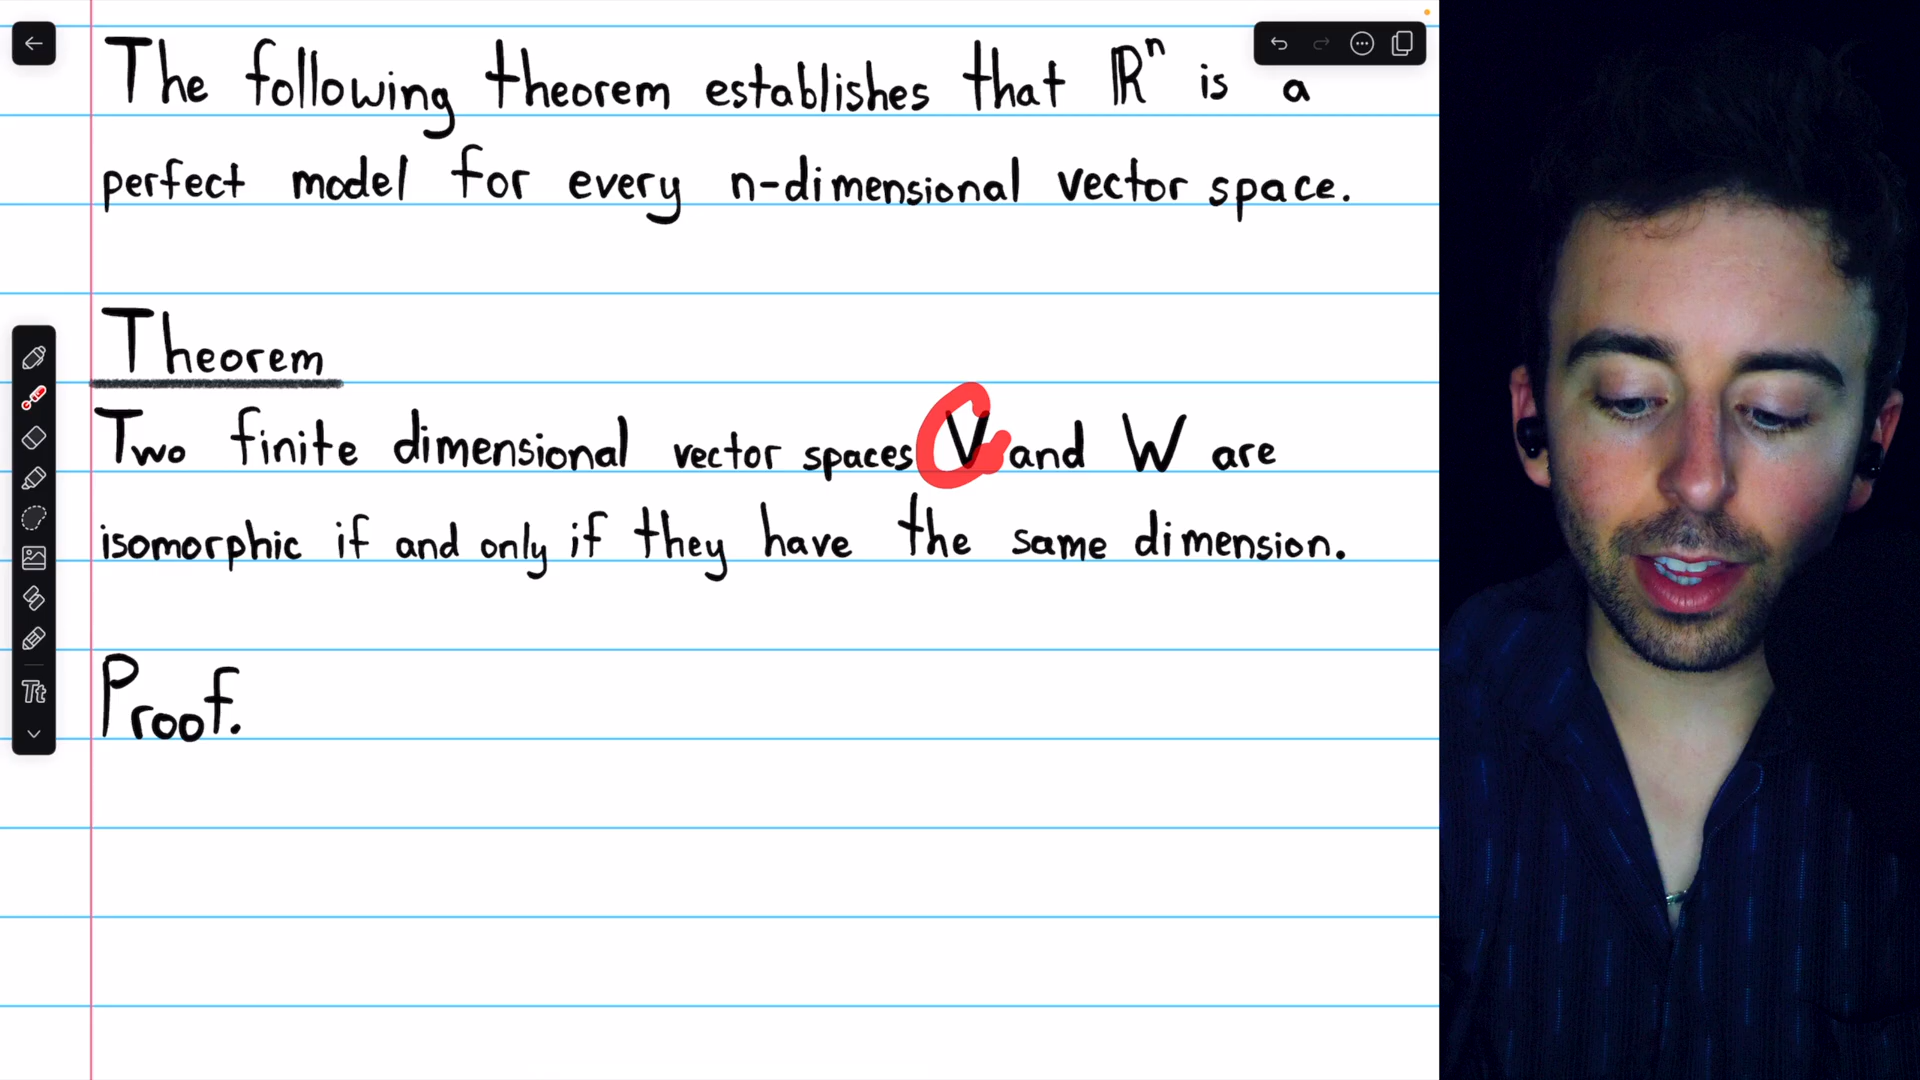 The following theorem establishes that ℝⁿ is a
perfect model for every n-dimensional vector space.
Theorem
Two finite dimensional vector spaces V and W are
isomorphic if and only if they have the same dimension.
Proof.
Tt